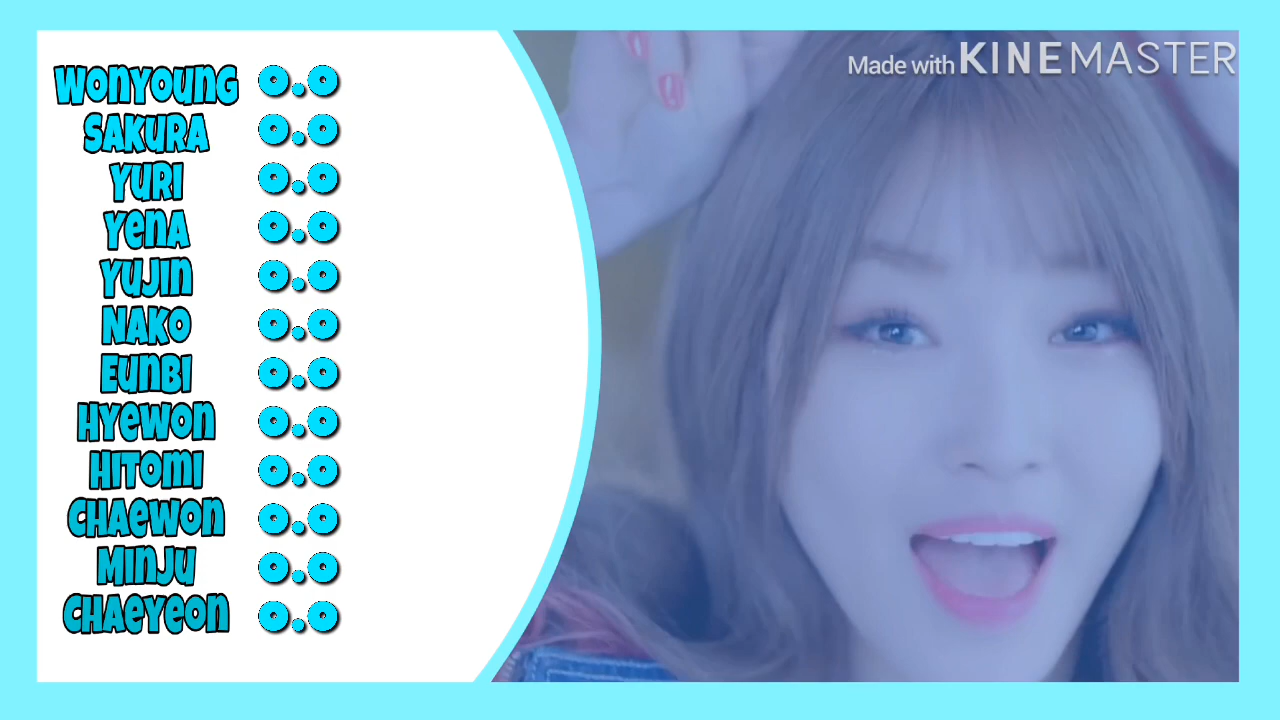 Made with KINEMASTER
WONYOUNG 0.0
SAKURA 0.0
YURI 0.0
YENA 0.0
YUJIN 0.0
NAKO 0.0
EUNBI 0.0
HYEWON 0.0
HITOMI 0.0
CHAEWON 0.0
MINJU 0.0
CHAEYEON 0.0